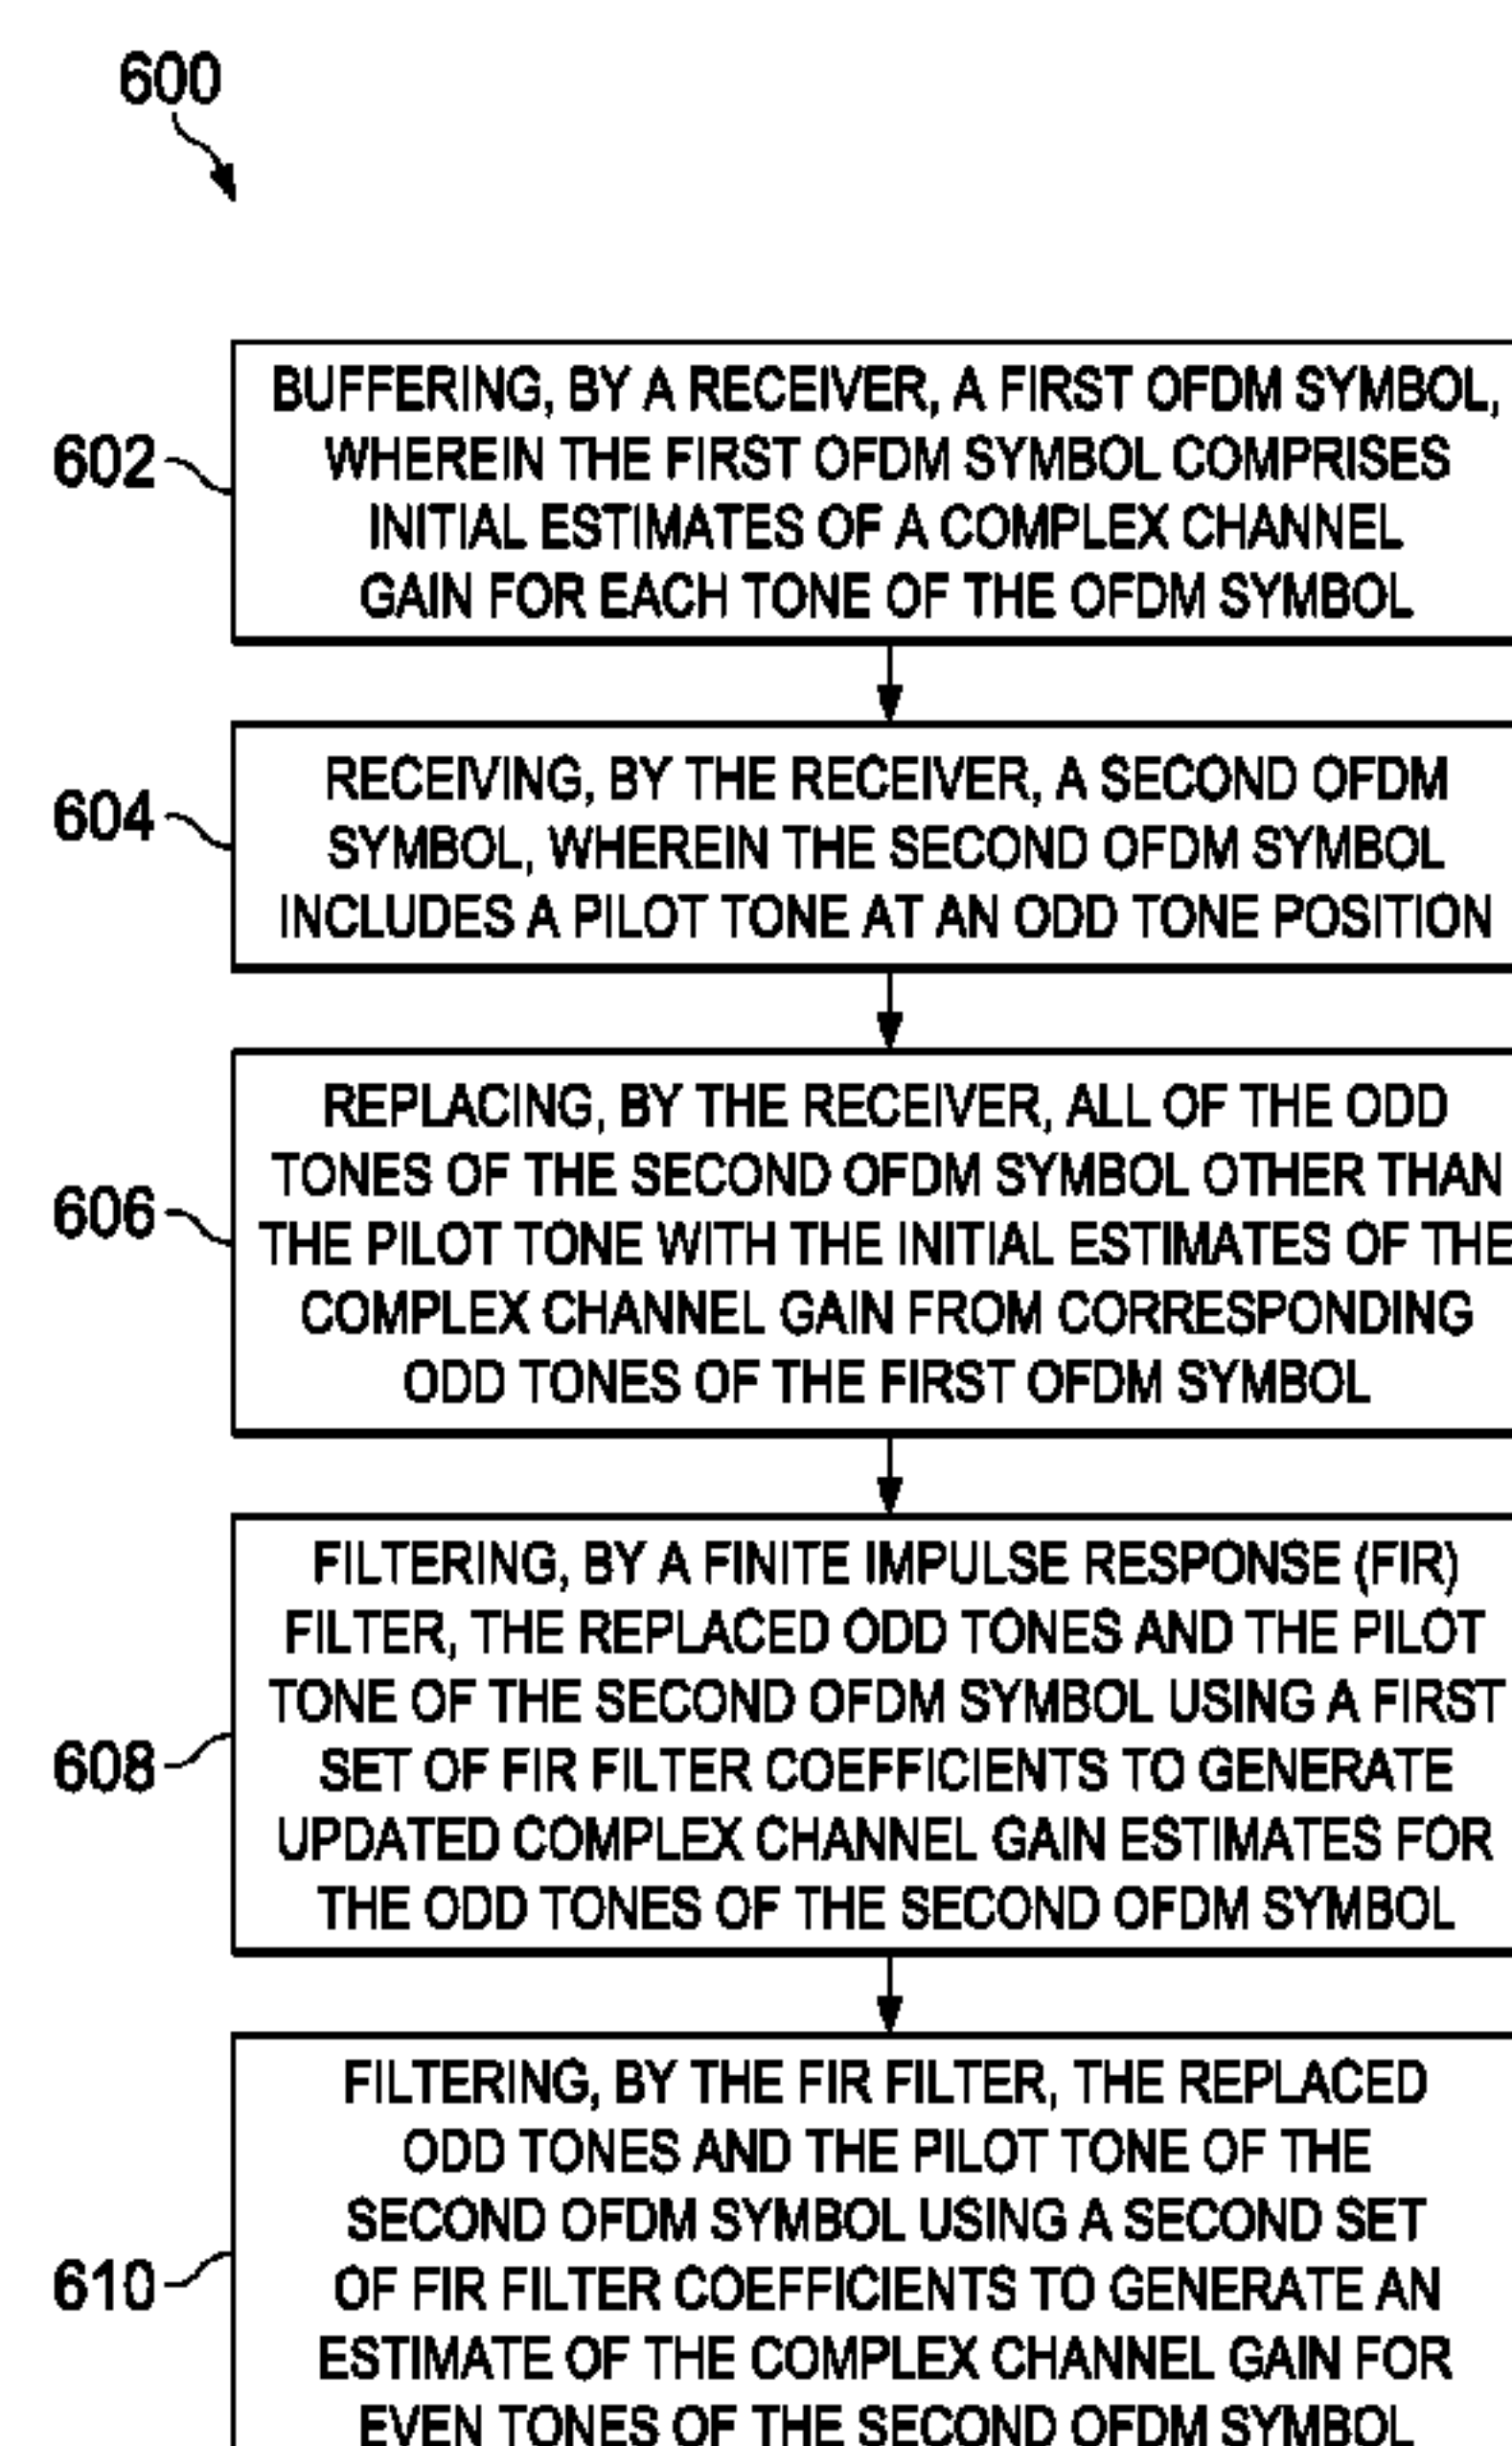 600
602
BUFFERING, BY A RECEIVER, A FIRST OFDM SYMBOL,
WHEREIN THE FIRST OFDM SYMBOL COMPRISES
INITIAL ESTIMATES OF A COMPLEX CHANNEL
GAIN FOR EACH TONE OF THE OFDM SYMBOL
604
RECEIVING, BY THE RECEIVER, A SECOND OFDM
SYMBOL, WHEREIN THE SECOND OFDM SYMBOL
INCLUDES A PILOT TONE AT AN ODD TONE POSITION
606
REPLACING, BY THE RECEIVER, ALL OF THE ODD
TONES OF THE SECOND OFDM SYMBOL OTHER THAN
THE PILOT TONE WITH THE INITIAL ESTIMATES OF THE
COMPLEX CHANNEL GAIN FROM CORRESPONDING
ODD TONES OF THE FIRST OFDM SYMBOL
608
FILTERING, BY A FINITE IMPULSE RESPONSE (FIR)
FILTER, THE REPLACED ODD TONES AND THE PILOT
TONE OF THE SECOND OFDM SYMBOL USING A FIRST
SET OF FIR FILTER COEFFICIENTS TO GENERATE
UPDATED COMPLEX CHANNEL GAIN ESTIMATES FOR
THE ODD TONES OF THE SECOND OFDM SYMBOL
610
FILTERING, BY THE FIR FILTER, THE REPLACED
ODD TONES AND THE PILOT TONE OF THE
SECOND OFDM SYMBOL USING A SECOND SET
OF FIR FILTER COEFFICIENTS TO GENERATE AN
ESTIMATE OF THE COMPLEX CHANNEL GAIN FOR
EVEN TONES OF THE SECOND OFDM SYMBOL